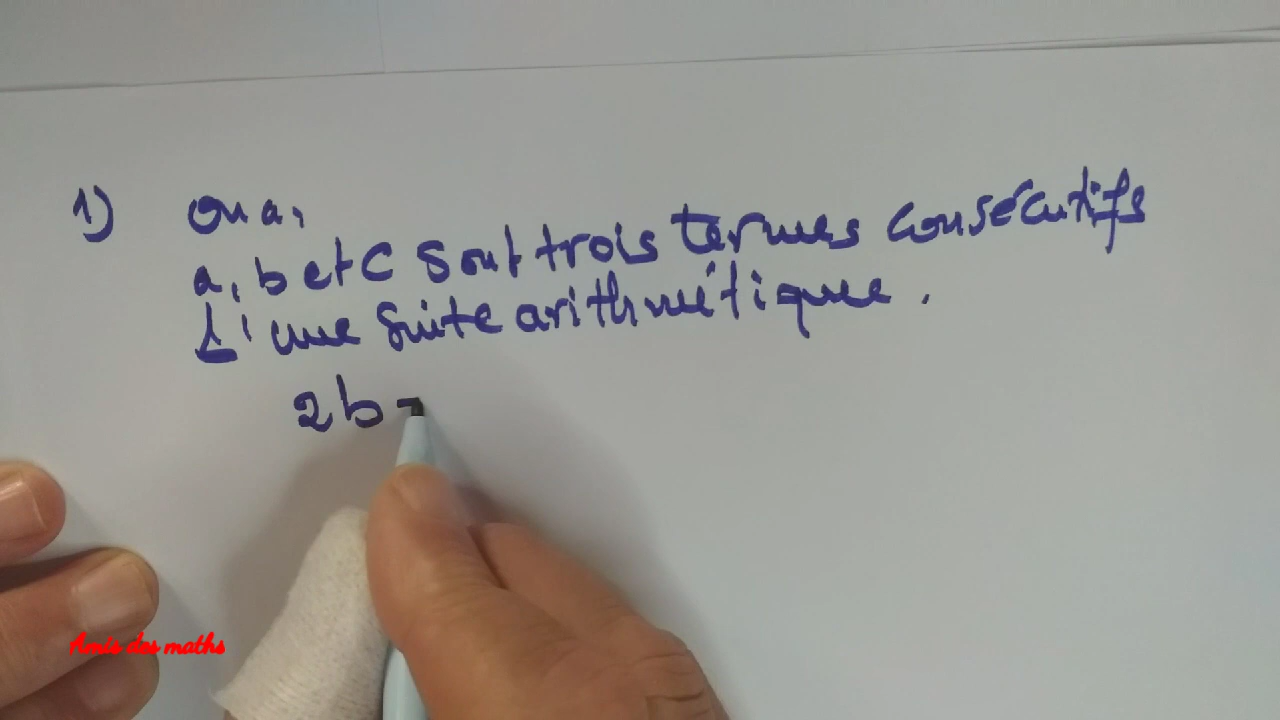 1) On a,
a, b et c sont trois termes consécutifs
d'une suite arithmétique.
2b =
Amis des maths